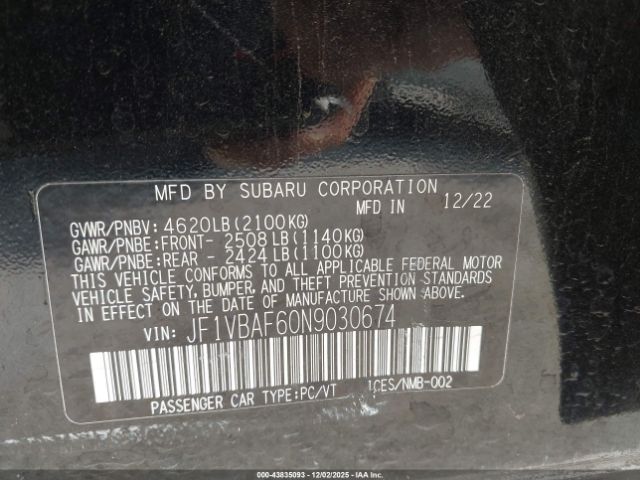 MFD BY SUBARU CORPORATION
GVWR/PNBV: 4620LB(2100KG) MFD IN 12/22
GAWR/PNBE:FRONT- 2508 LB(1140KG)
GAWR/PNBE:REAR - 2424 LB(1100KG)
THIS VEHICLE CONFORMS TO ALL APPLICABLE FEDERAL MOTOR
VEHICLE SAFETY, BUMPER, AND THEFT PREVENTION STANDARDS
IN EFFECT ON THE DATE OF MANUFACTURE SHOWN ABOVE.
VIN: JF1VBAF60N9030674
PASSENGER CAR TYPE:PC/VT 1CES/NMB-002
000-43835093 - 12/02/2025 - IAAI.COM